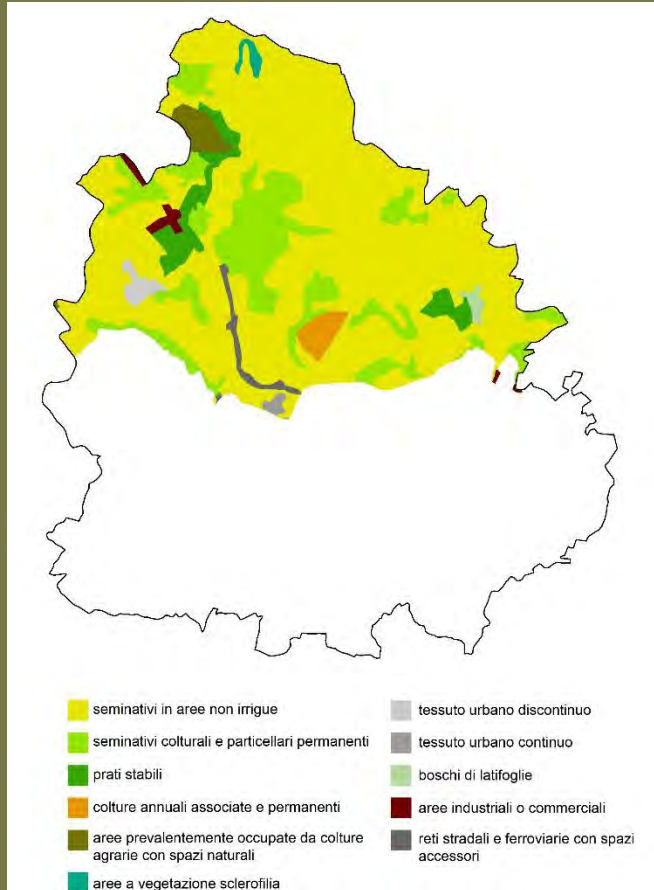 seminativi in aree non irrigue
seminativi colturali e particellari permanenti
prati stabili
colture annuali associate e permanenti
aree prevalentemente occupate da colture
agrarie con spazi naturali
aree a vegetazione sclerofilia
tessuto urbano discontinuo
tessuto urbano continuo
boschi di latifoglie
aree industriali o commerciali
reti stradali e ferroviarie con spazi
accessori